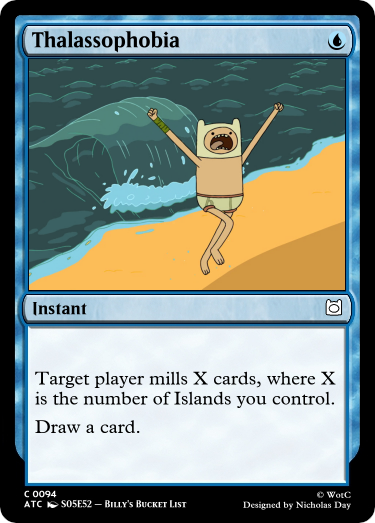 Thalassophobia
Instant
Target player mills X cards, where X
is the number of Islands you control.
Draw a card.
C 0094
© WotC
ATC S05E52 — Billy's Bucket List
Designed by Nicholas Day